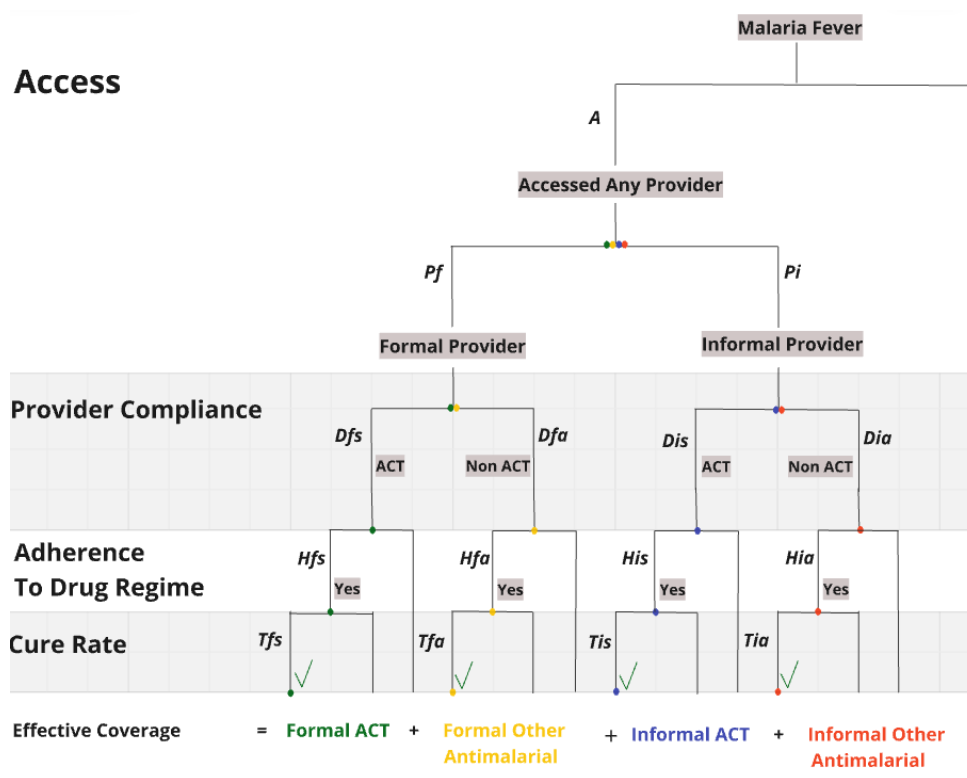 Malaria Fever
Access
A
Accessed Any Provider
Pf
Pi
Formal Provider
Informal Provider
Provider Compliance
Dfs
Dfa
Dis
Dia
ACT
Non ACT
ACT
Non ACT
Adherence
To Drug Regime
Hfs
Hfa
His
Hia
Yes
Yes
Yes
Yes
Cure Rate
Tfs
Tfa
Tis
Tia
Effective Coverage = Formal ACT + Formal Other Antimalarial + Informal ACT + Informal Other Antimalarial